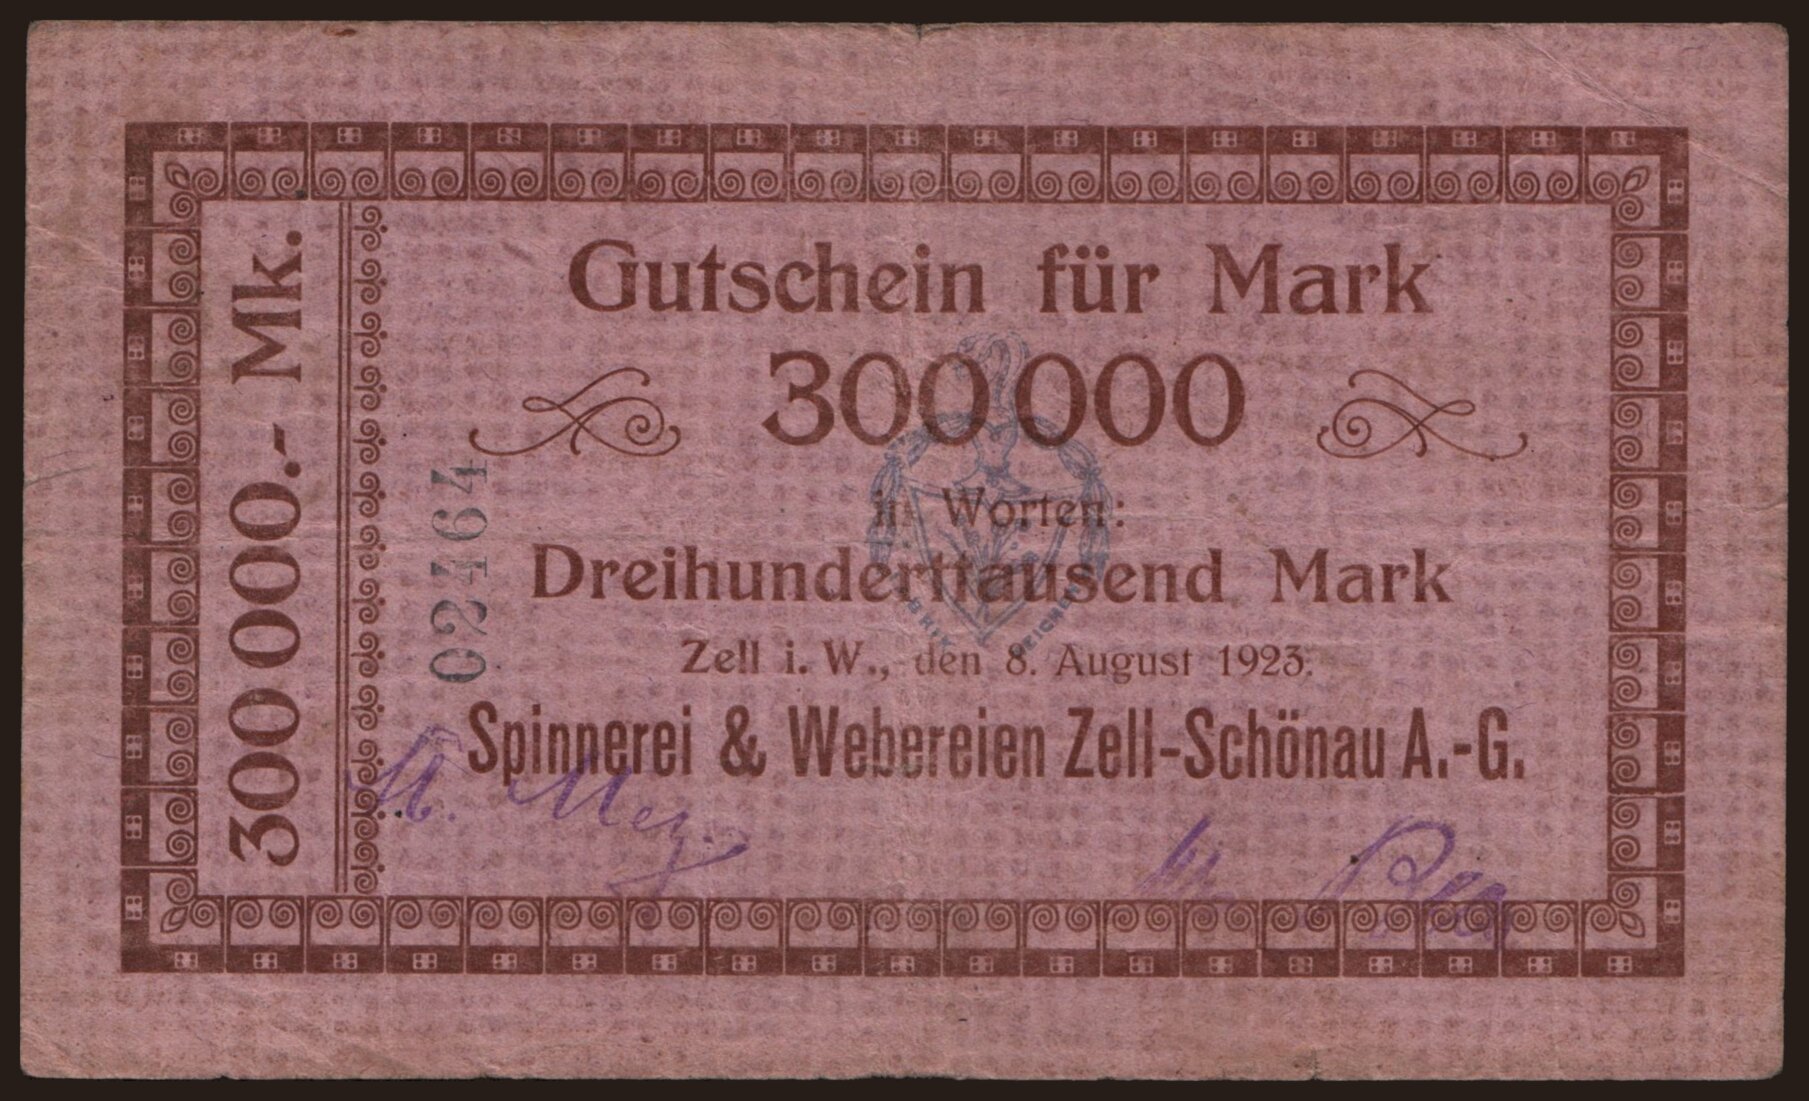 300 000.- Mk.
024164
Gutschein für Mark
300 000
in Worten:
Dreihunderttausend Mark
Zell i. W., den 8. August 1923.
Spinnerei & Webereien Zell-Schönau A.-G.